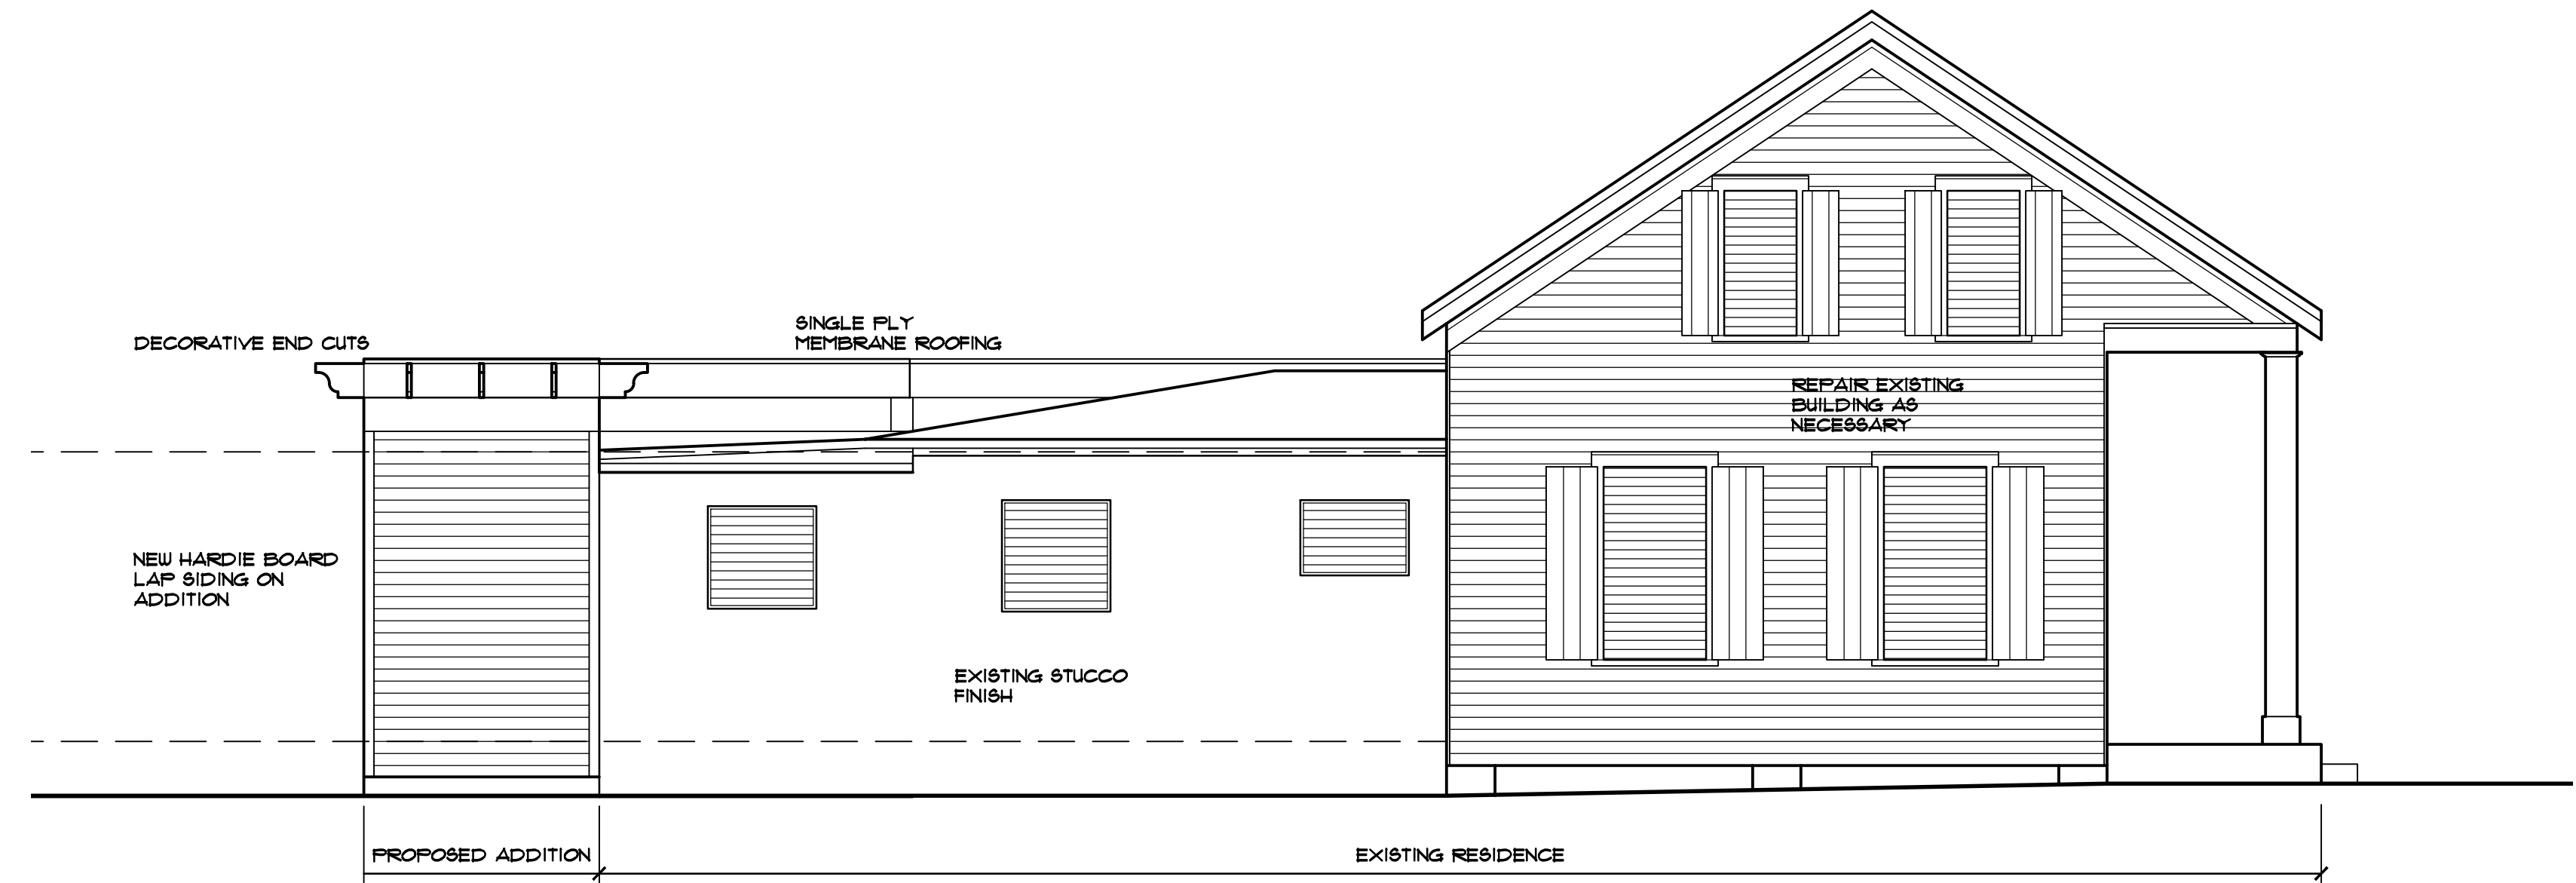 DECORATIVE END CUTS
SINGLE PLY
MEMBRANE ROOFING
REPAIR EXISTING
BUILDING AS
NECESSARY
NEW HARDIE BOARD
LAP SIDING ON
ADDITION
EXISTING STUCCO
FINISH
PROPOSED ADDITION
EXISTING RESIDENCE